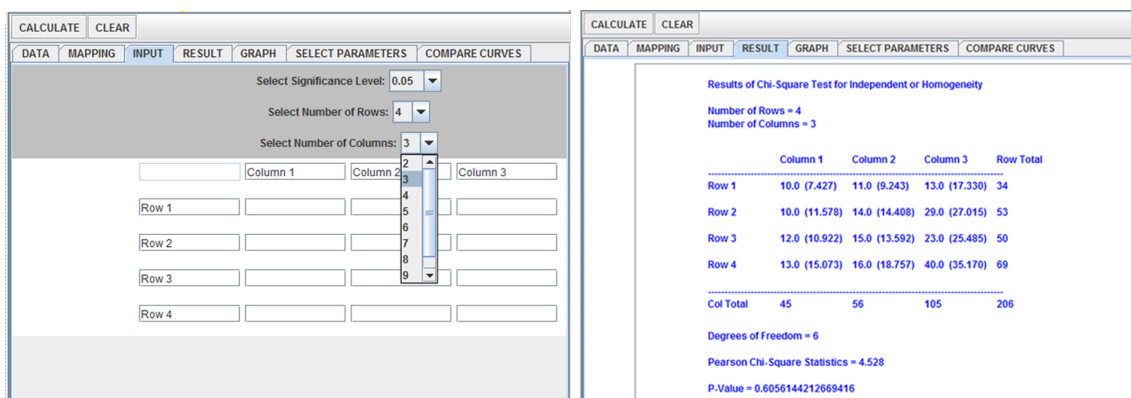 CALCULATE CLEAR
DATA MAPPING INPUT RESULT GRAPH SELECT PARAMETERS COMPARE CURVES
Select Significance Level: 0.05
Select Number of Rows: 4
Select Number of Columns: 3
2
3
4
5
6
7
8
9
Column 1 Column 2 Column 3
Row 1
Row 2
Row 3
Row 4
CALCULATE CLEAR
DATA MAPPING INPUT RESULT GRAPH SELECT PARAMETERS COMPARE CURVES
Results of Chi-Square Test for Independent or Homogeneity
Number of Rows = 4
Number of Columns = 3
Column 1 Column 2 Column 3 Row Total
Row 1 10.0 (7.427) 11.0 (9.243) 13.0 (17.330) 34
Row 2 10.0 (11.578) 14.0 (14.408) 29.0 (27.015) 53
Row 3 12.0 (10.922) 15.0 (13.592) 23.0 (25.485) 50
Row 4 13.0 (15.073) 16.0 (18.757) 40.0 (35.170) 69
Col Total 45 56 105 206
Degrees of Freedom = 6
Pearson Chi-Square Statistics = 4.528
P-Value = 0.6056144212669416